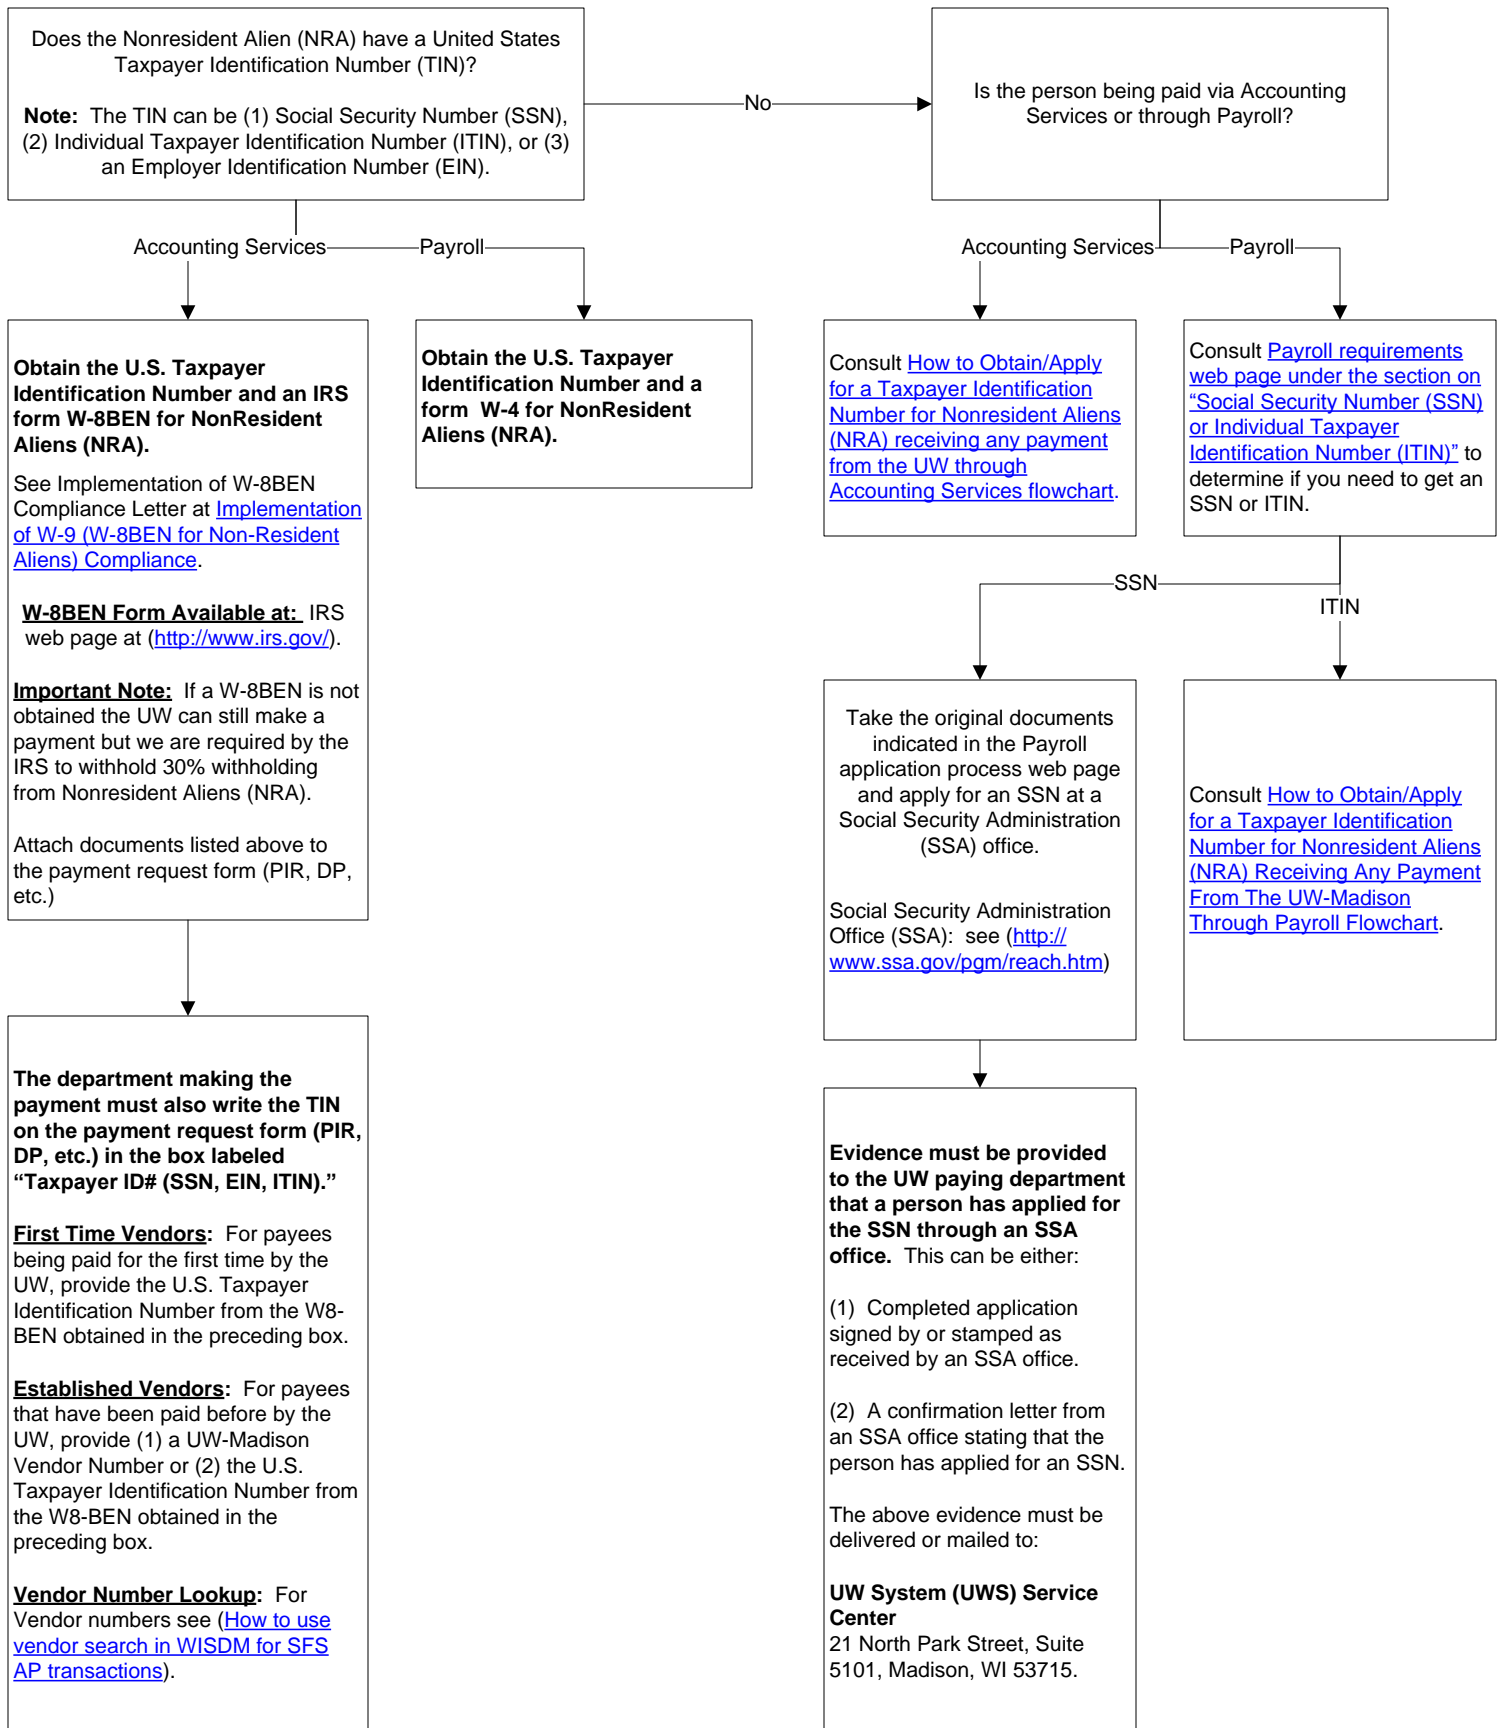 Does the Nonresident Alien (NRA) have a United States
Taxpayer Identification Number (TIN)?
Note:  The TIN can be (1) Social Security Number (SSN),
(2) Individual Taxpayer Identification Number (ITIN), or (3)
an Employer Identification Number (EIN).
No
Is the person being paid via Accounting
Services or through Payroll?
Accounting Services
Payroll
Accounting Services
Payroll
Obtain the U.S. Taxpayer
Identification Number and an IRS
form W-8BEN for NonResident
Aliens (NRA).
See Implementation of W-8BEN
Compliance Letter at Implementation
of W-9 (W-8BEN for Non-Resident
Aliens) Compliance.
W-8BEN Form Available at:  IRS
web page at (http://www.irs.gov/).
Important Note:  If a W-8BEN is not
obtained the UW can still make a
payment but we are required by the
IRS to withhold 30% withholding
from Nonresident Aliens (NRA).
Attach documents listed above to
the payment request form (PIR, DP,
etc.)
Obtain the U.S. Taxpayer
Identification Number and a
form  W-4 for NonResident
Aliens (NRA).
Consult How to Obtain/Apply
for a Taxpayer Identification
Number for Nonresident Aliens
(NRA) receiving any payment
from the UW through
Accounting Services flowchart.
Consult Payroll requirements
web page under the section on
“Social Security Number (SSN)
or Individual Taxpayer
Identification Number (ITIN)” to
determine if you need to get an
SSN or ITIN.
SSN
ITIN
Take the original documents
indicated in the Payroll
application process web page
and apply for an SSN at a
Social Security Administration
(SSA) office.
Social Security Administration
Office (SSA):  see (http://
www.ssa.gov/pgm/reach.htm)
Consult How to Obtain/Apply
for a Taxpayer Identification
Number for Nonresident Aliens
(NRA) Receiving Any Payment
From The UW-Madison
Through Payroll Flowchart.
The department making the
payment must also write the TIN
on the payment request form (PIR,
DP, etc.) in the box labeled
“Taxpayer ID# (SSN, EIN, ITIN).”
First Time Vendors:  For payees
being paid for the first time by the
UW, provide the U.S. Taxpayer
Identification Number from the W8-
BEN obtained in the preceding box.
Established Vendors:  For payees
that have been paid before by the
UW, provide (1) a UW-Madison
Vendor Number or (2) the U.S.
Taxpayer Identification Number from
the W8-BEN obtained in the
preceding box.
Vendor Number Lookup:  For
Vendor numbers see (How to use
vendor search in WISDM for SFS
AP transactions).
Evidence must be provided
to the UW paying department
that a person has applied for
the SSN through an SSA
office.  This can be either:
(1)  Completed application
signed by or stamped as
received by an SSA office.
(2)  A confirmation letter from
an SSA office stating that the
person has applied for an SSN.
The above evidence must be
delivered or mailed to:
UW System (UWS) Service
Center
21 North Park Street, Suite
5101, Madison, WI 53715.